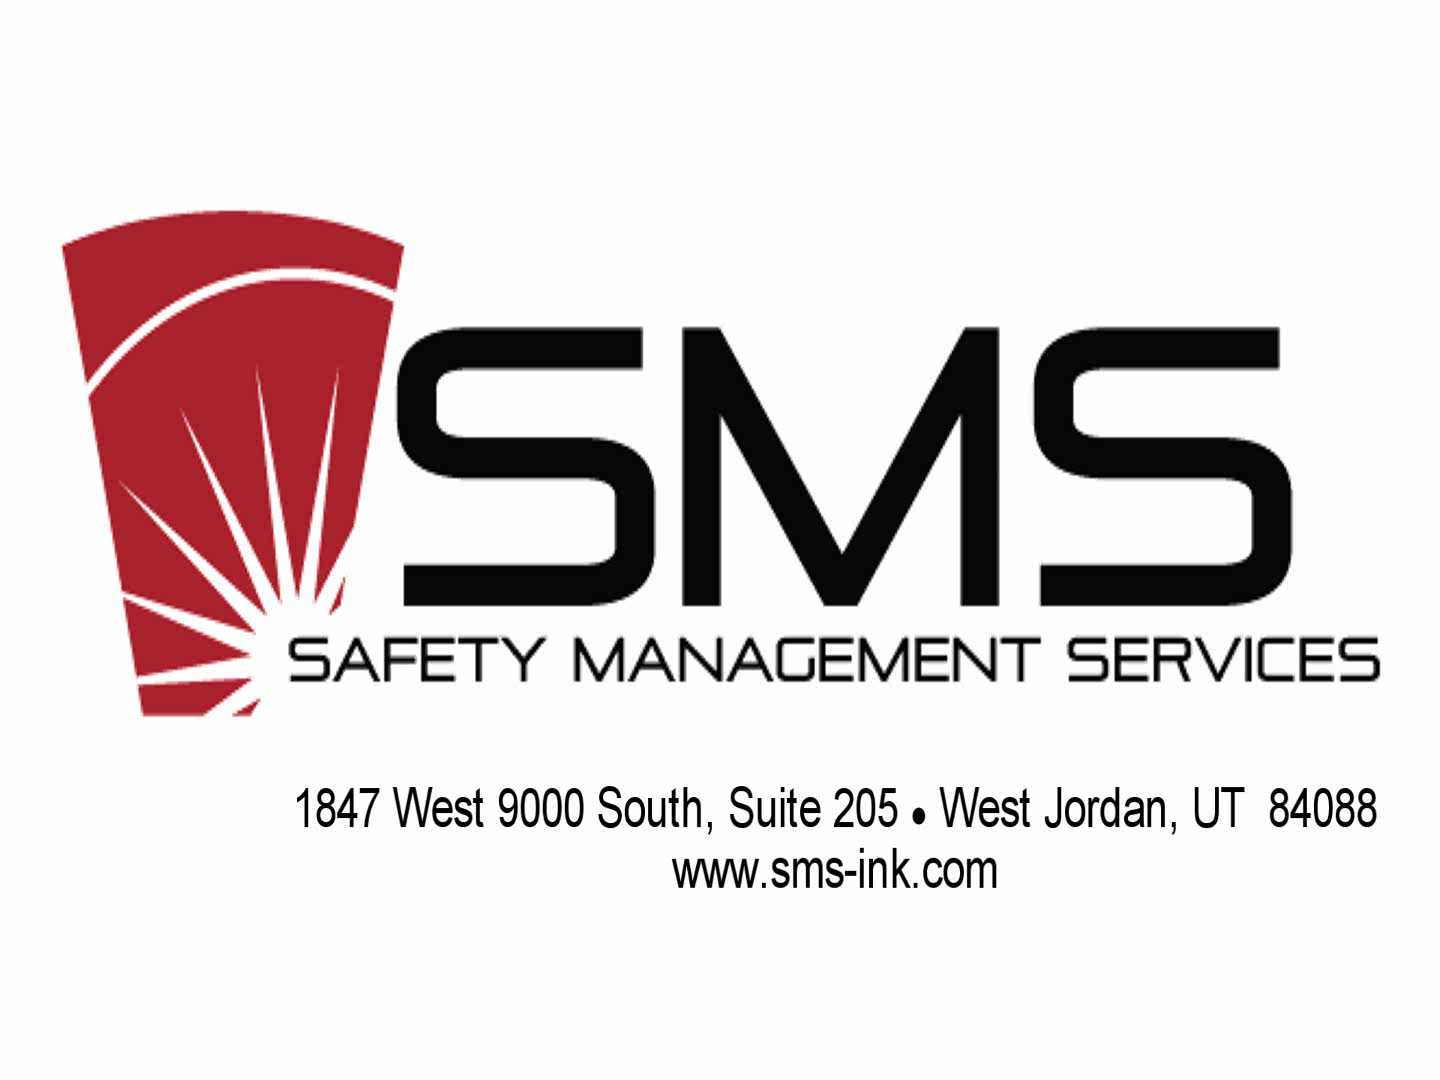 SMS
SAFETY MANAGEMENT SERVICES
1847 West 9000 South, Suite 205 • West Jordan, UT  84088
www.sms-ink.com